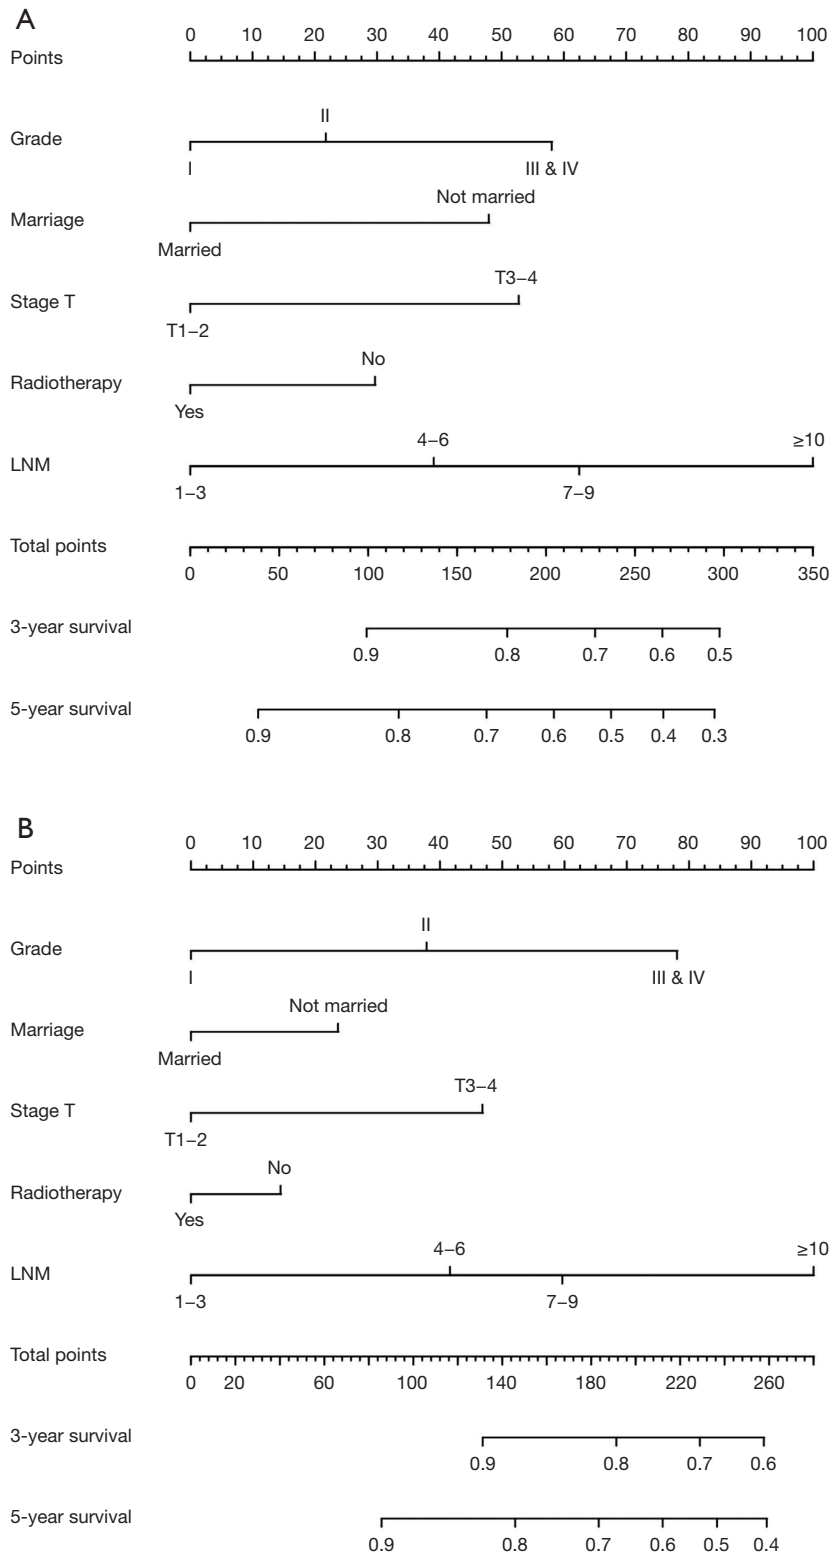 A
0 10 20 30 40 50 60 70 80 90 100
Points
II
Grade
I III & IV
Not married
Marriage
Married
T3–4
Stage T
T1–2
No
Radiotherapy
Yes
4–6 ≥10
LNM
1–3 7–9
Total points
0 50 100 150 200 250 300 350
3-year survival
0.9 0.8 0.7 0.6 0.5
5-year survival
0.9 0.8 0.7 0.6 0.5 0.4 0.3
B
0 10 20 30 40 50 60 70 80 90 100
Points
II
Grade
I III & IV
Not married
Marriage
Married
T3–4
Stage T
T1–2
No
Radiotherapy
Yes
4–6 ≥10
LNM
1–3 7–9
Total points
0 20 60 100 140 180 220 260
3-year survival
0.9 0.8 0.7 0.6
5-year survival
0.9 0.8 0.7 0.6 0.5 0.4